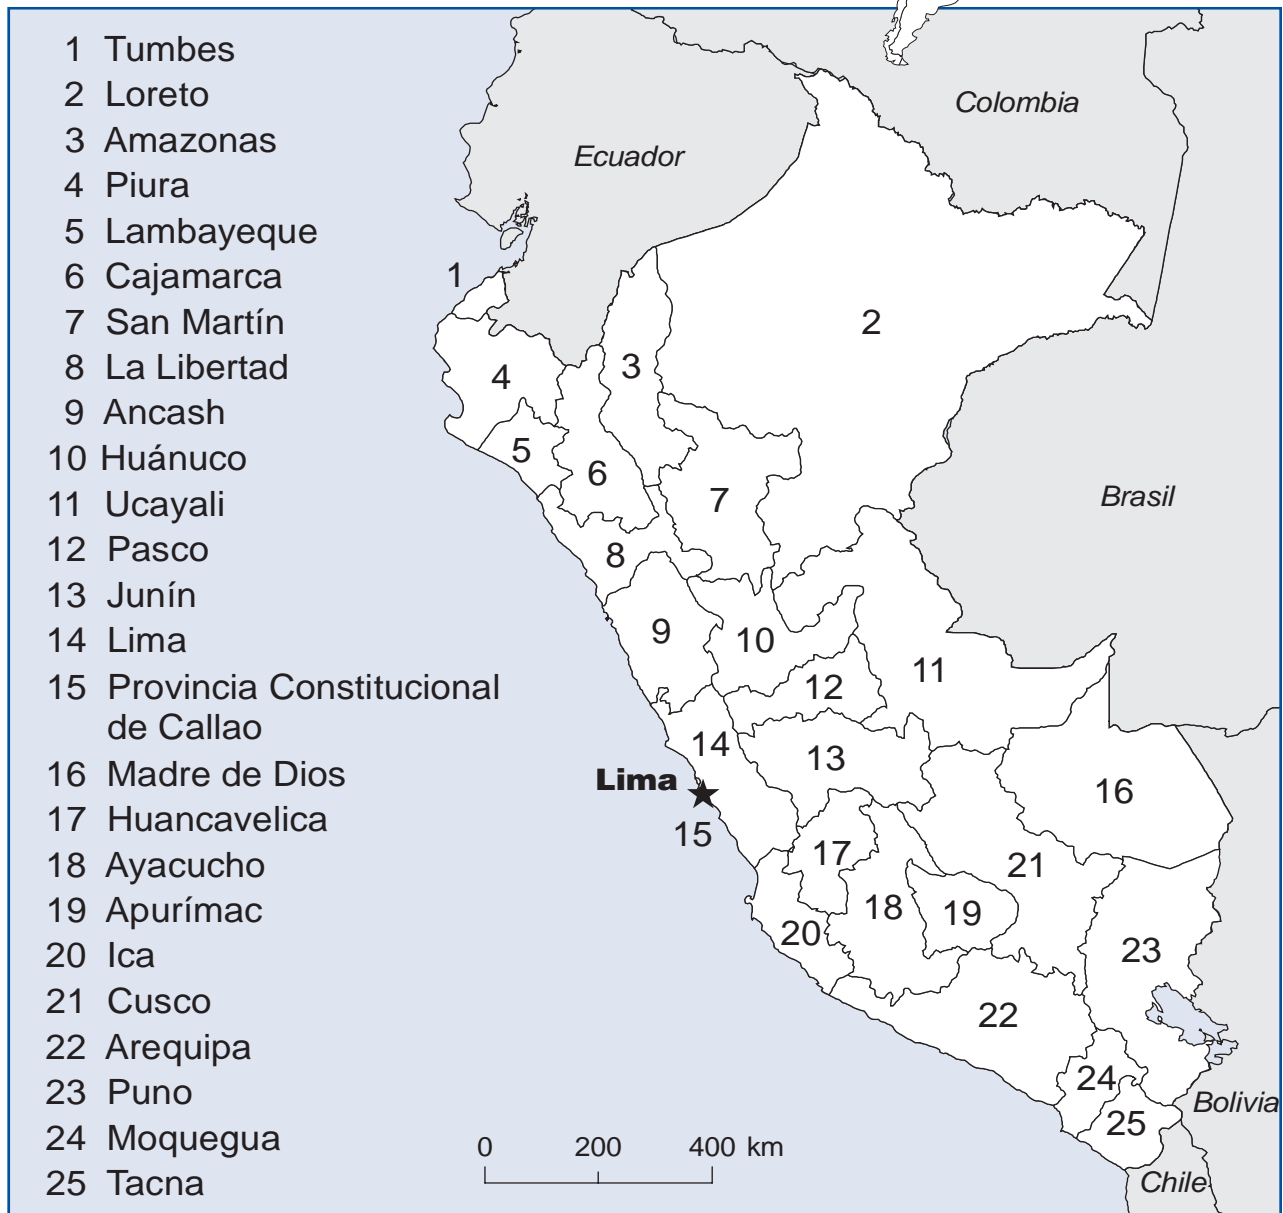 1 Tumbes
2 Loreto
3 Amazonas
4 Piura
5 Lambayeque
6 Cajamarca
7 San Martín
8 La Libertad
9 Ancash
10 Huánuco
11 Ucayali
12 Pasco
13 Junín
14 Lima
15 Provincia Constitucional
de Callao
16 Madre de Dios
17 Huancavelica
18 Ayacucho
19 Apurímac
20 Ica
21 Cusco
22 Arequipa
23 Puno
24 Moquegua
25 Tacna
Colombia
Ecuador
1
2
3
4
5
6
7
Brasil
8
9
10
11
12
14
13
Lima
16
15
17
21
18
19
20
23
22
24
Bolivia
25
Chile
0 200 400 km